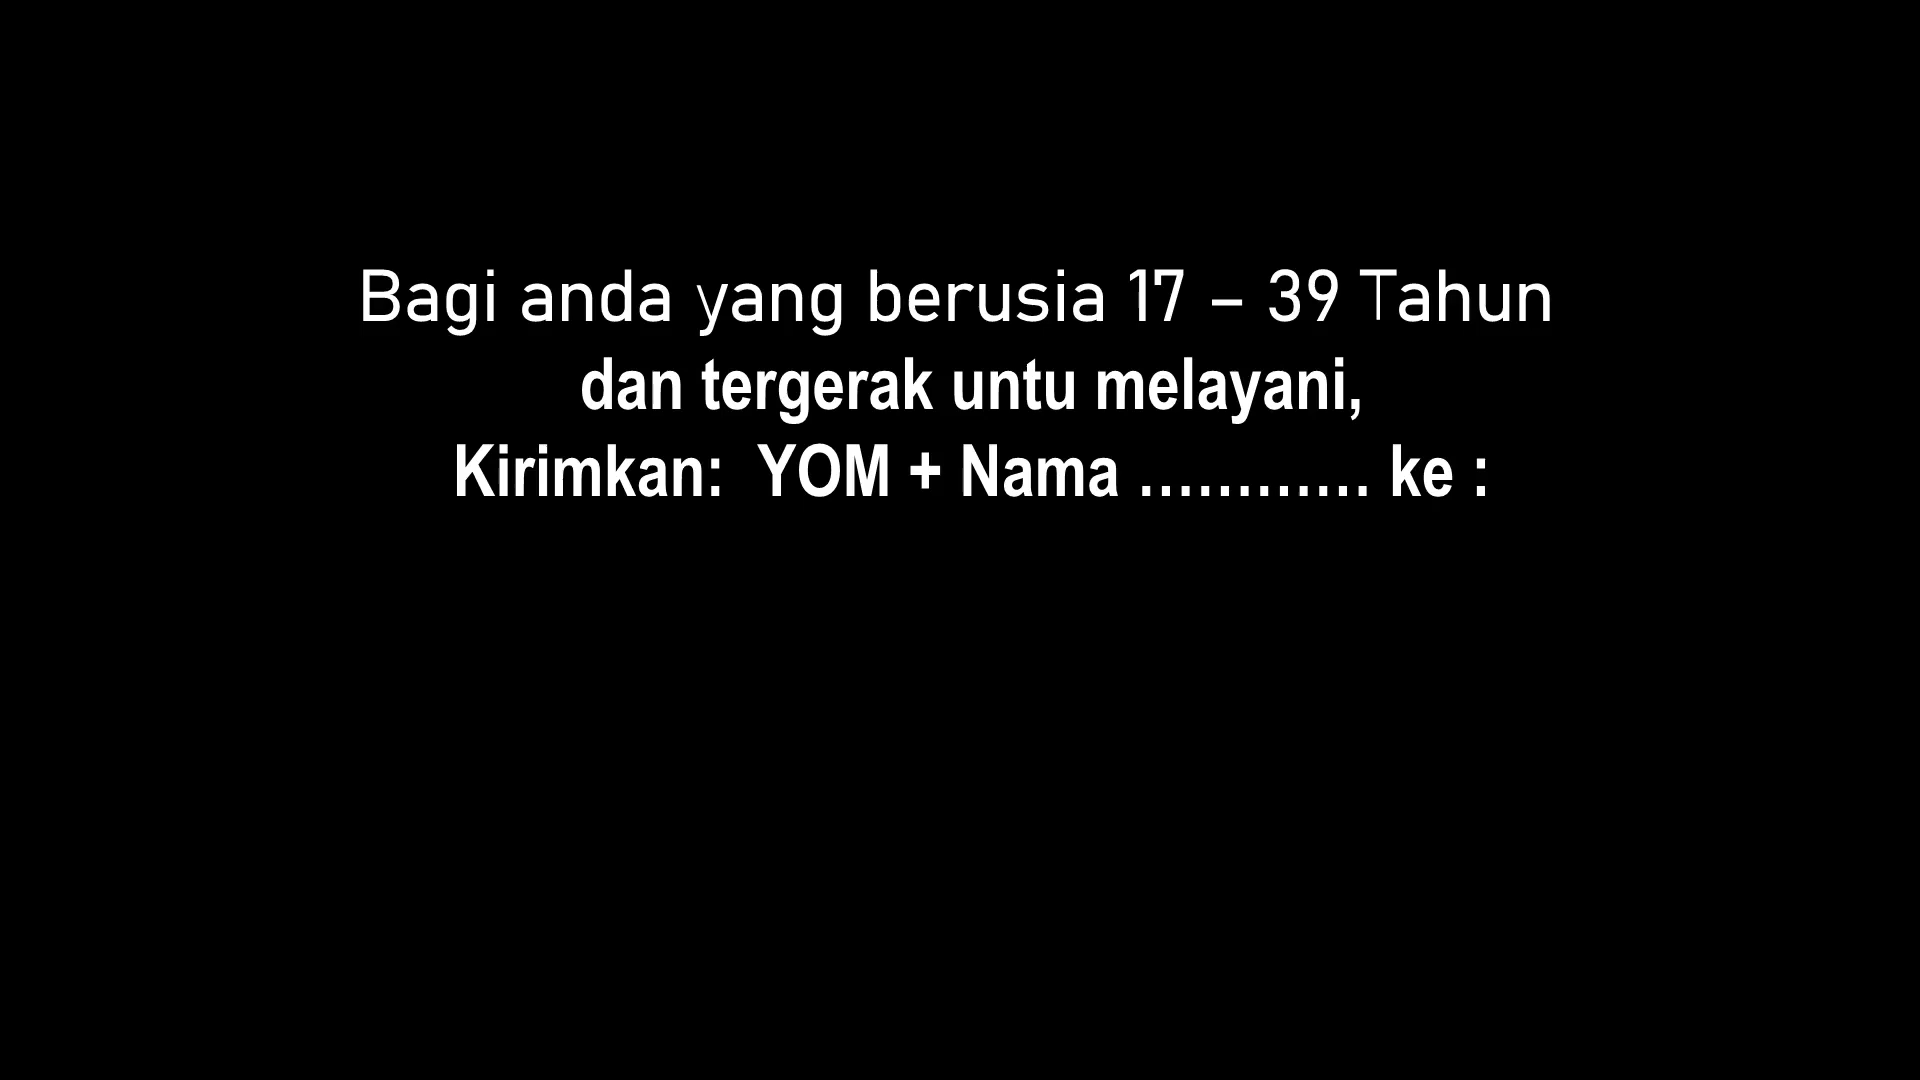 Bagi anda yang berusia 17 – 39 Tahun
dan tergerak untu melayani,
Kirimkan:  YOM + Nama ………… ke :